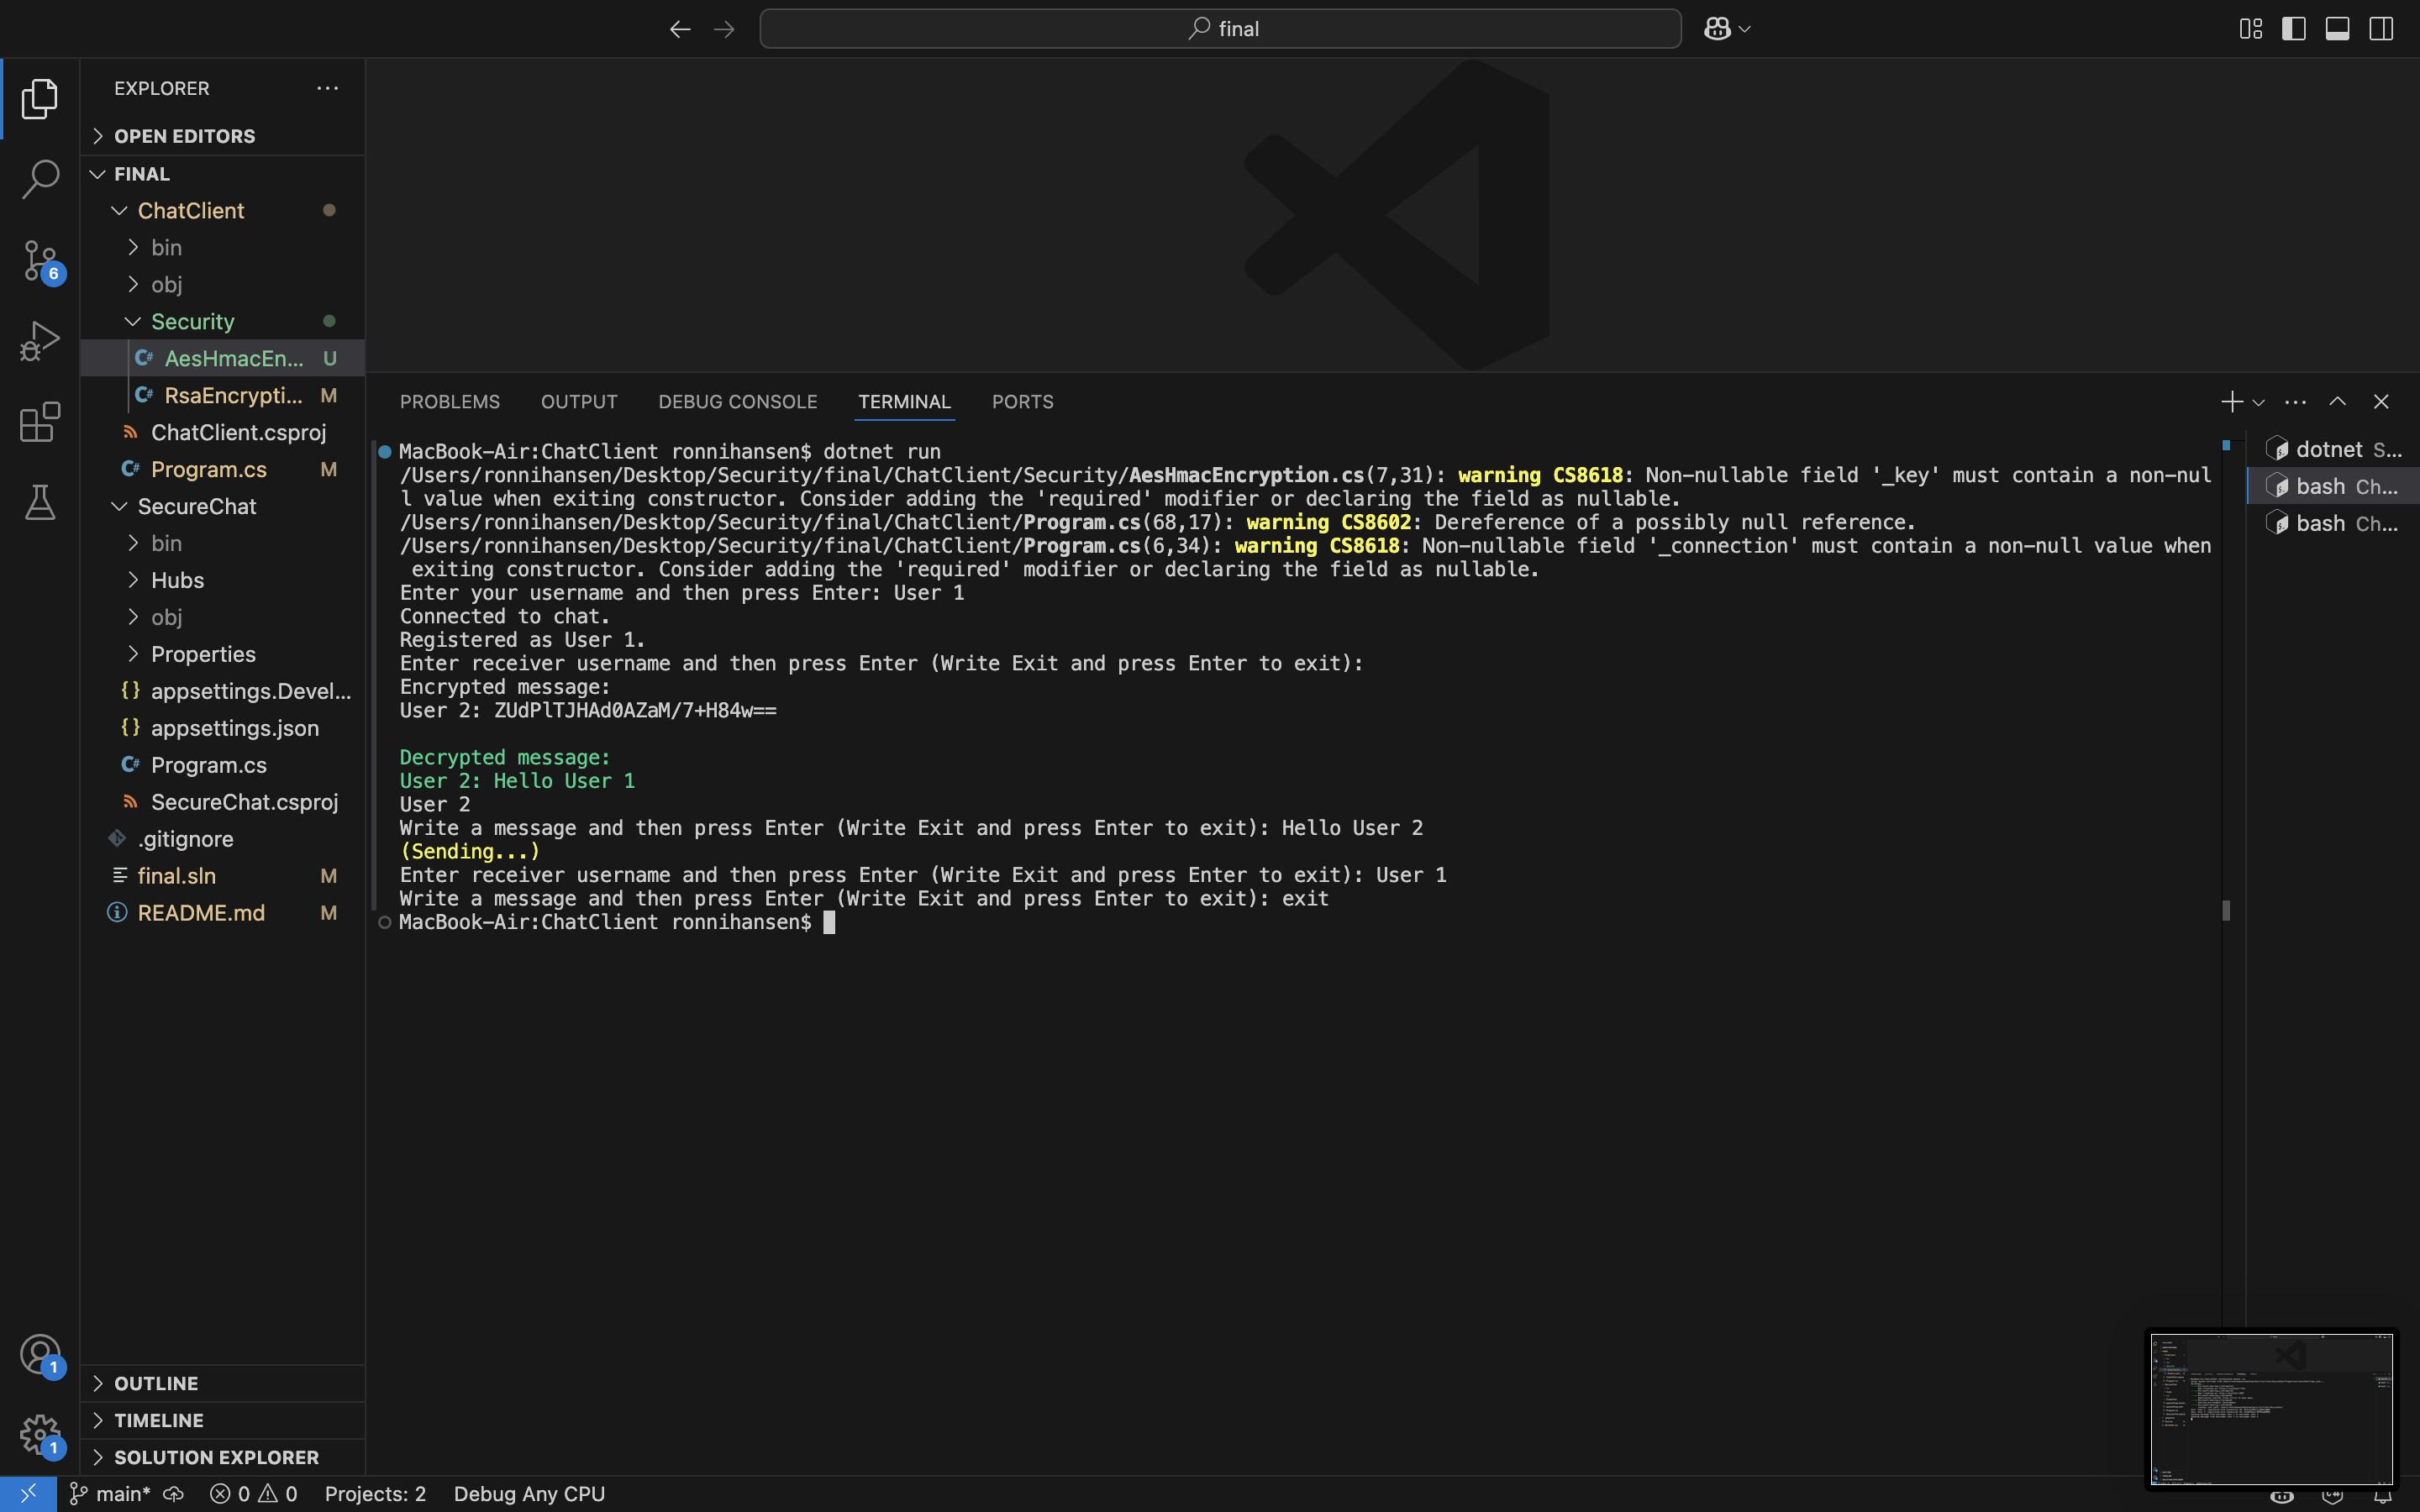 final
EXPLORER
OPEN EDITORS
FINAL
ChatClient
bin
obj
Security
C# AesHmacEn... U
C# RsaEncrypti... M
ChatClient.csproj
C# Program.cs M
SecureChat
bin
Hubs
obj
Properties
{} appsettings.Devel...
{} appsettings.json
C# Program.cs
SecureChat.csproj
.gitignore
final.sln M
README.md M
OUTLINE
TIMELINE
SOLUTION EXPLORER
6
1
1
PROBLEMS OUTPUT DEBUG CONSOLE TERMINAL PORTS
MacBook-Air:ChatClient ronnihansen$ dotnet run
/Users/ronnihansen/Desktop/Security/final/ChatClient/Security/AesHmacEncryption.cs(7,31): warning CS8618: Non-nullable field '_key' must contain a non-nul
l value when exiting constructor. Consider adding the 'required' modifier or declaring the field as nullable.
/Users/ronnihansen/Desktop/Security/final/ChatClient/Program.cs(68,17): warning CS8602: Dereference of a possibly null reference.
/Users/ronnihansen/Desktop/Security/final/ChatClient/Program.cs(6,34): warning CS8618: Non-nullable field '_connection' must contain a non-null value when
exiting constructor. Consider adding the 'required' modifier or declaring the field as nullable.
Enter your username and then press Enter: User 1
Connected to chat.
Registered as User 1.
Enter receiver username and then press Enter (Write Exit and press Enter to exit):
Encrypted message:
User 2: ZUdPlTJHAd0AZaM/7+H84w==
Decrypted message:
User 2: Hello User 1
User 2
Write a message and then press Enter (Write Exit and press Enter to exit): Hello User 2
(Sending...)
Enter receiver username and then press Enter (Write Exit and press Enter to exit): User 1
Write a message and then press Enter (Write Exit and press Enter to exit): exit
MacBook-Air:ChatClient ronnihansen$
dotnet S...
bash Ch...
bash Ch...
main* 0 0 Projects: 2 Debug Any CPU